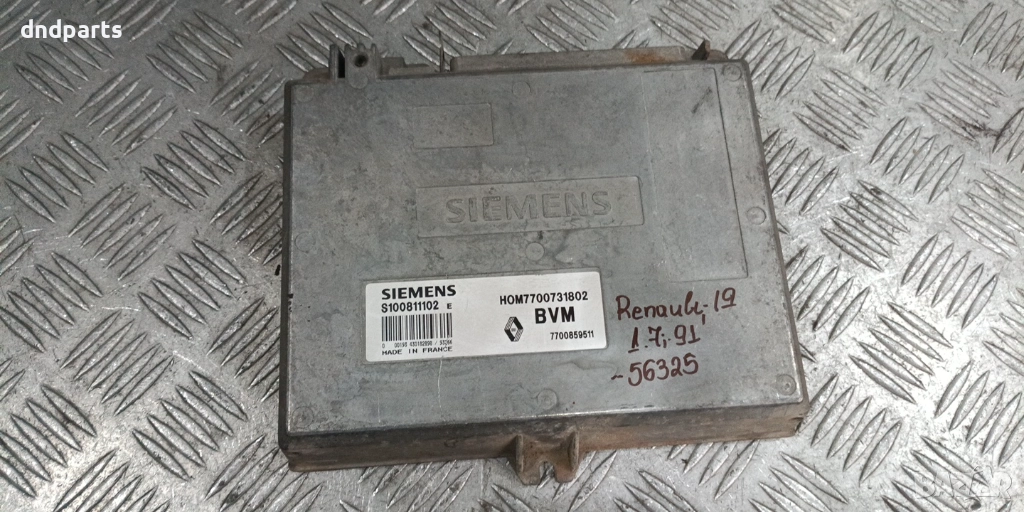 dndparts
SIEMENS
SIEMENS
S100811102 E
HOM7700731802
BVM
7700859511
MADE IN FRANCE
Renault, 19
1.7i 91
-56325